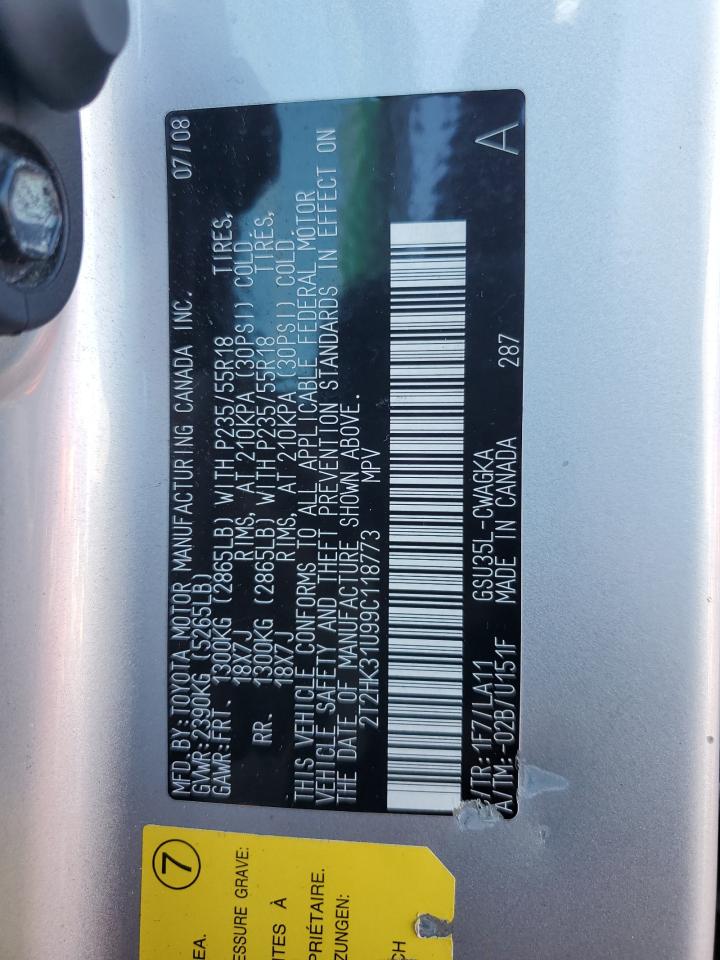 MFD.BY:TOYOTA MOTOR MANUFACTURING CANADA INC. 07/08
GVWR:2390KG (5265LB)
GAWR:FRT. 1300KG (2865LB) WITH P235/55R18 TIRES,
18X7J RIMS, AT 210KPA (30PSI) COLD.
RR. 1300KG (2865LB) WITH P235/55R18 TIRES,
18X7J RIMS, AT 210KPA (30PSI) COLD.
THIS VEHICLE CONFORMS TO ALL APPLICABLE FEDERAL MOTOR
VEHICLE SAFETY AND THEFT PREVENTION STANDARDS IN EFFECT ON
THE DATE OF MANUFACTURE SHOWN ABOVE.
2T2HK31U99C118773 MPV
/TR:1F7/LA11 GSU35L-CWAGKA
A/TM:-02B/U151F MADE IN CANADA 287 A
7
EA.
ESSURE GRAVE:
ITES À
PRIÉTAIRE.
ZUNGEN:
CH